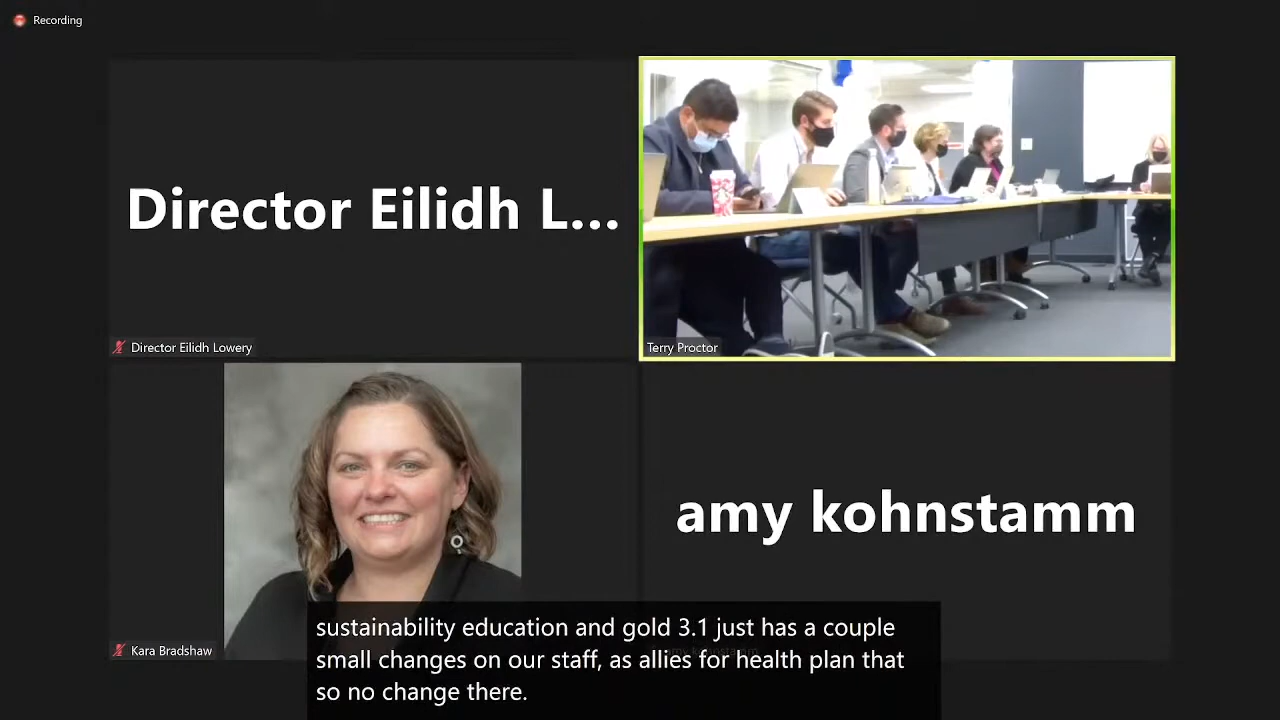 Recording
Director Eilidh L...
Director Eilidh Lowery
Terry Proctor
Kara Bradshaw
amy kohnstamm
sustainability education and gold 3.1 just has a couple
small changes on our staff, as allies for health plan that
so no change there.